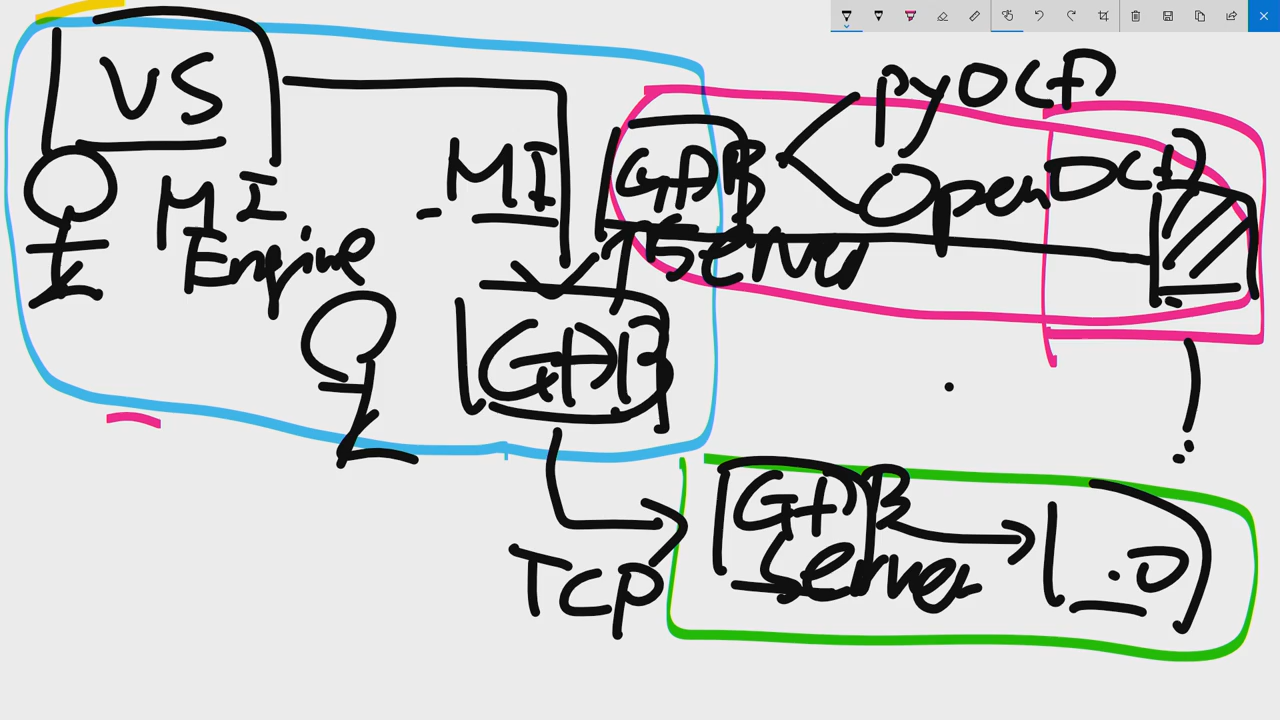 VS
MI
Engine
MI
GDB
Server
pyOCD
OpenOCD
GDB
TCP
GDB
Server